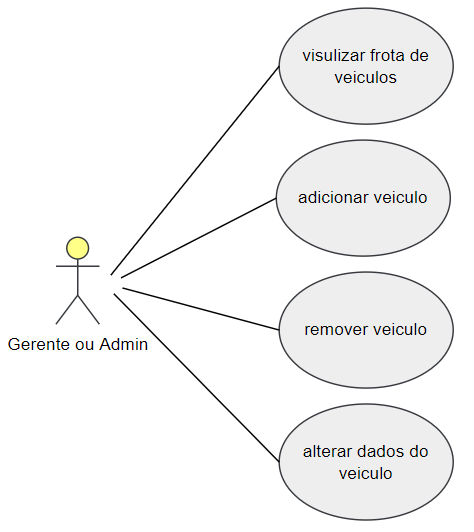 visulizar frota de
veiculos
adicionar veiculo
Gerente ou Admin
remover veiculo
alterar dados do
veiculo